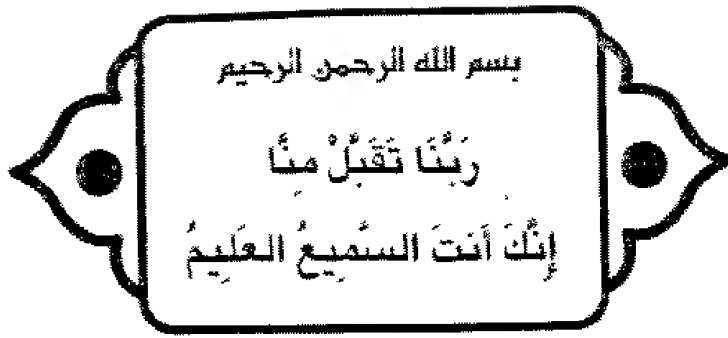 بسم الله الرحمن الرحيم
رَبَّنَا تَقَبَّلْ مِنَّا
إِنَّكَ أَنتَ السَّمِيعُ العَلِيمُ